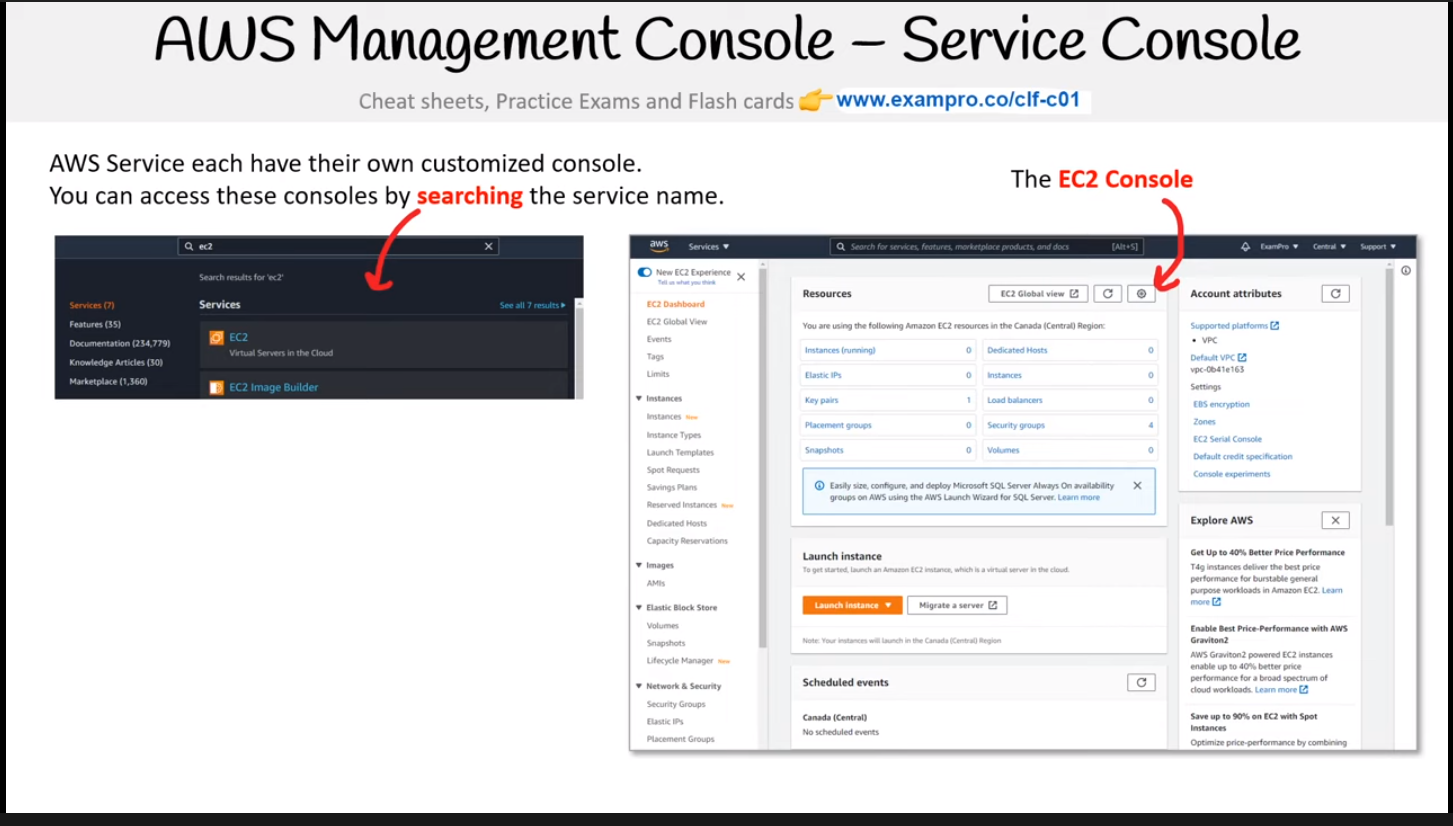 AWS Management Console – Service Console
Cheat sheets, Practice Exams and Flash cards 👉 www.exampro.co/clf-c01
AWS Service each have their own customized console.
You can access these consoles by searching the service name.
ec2
Search results for 'ec2'
Services (7)
Features (35)
Documentation (234,779)
Knowledge Articles (30)
Marketplace (1,360)
Services
See all 7 results
EC2
Virtual Servers in the Cloud
EC2 Image Builder
The EC2 Console
aws
Services
Search for services, features, marketplace products, and docs
[Alt+S]
ExamPro
Central
Support
New EC2 Experience
Tell us what you think
EC2 Dashboard
EC2 Global View
Events
Tags
Limits
Instances
Instances New
Instance Types
Launch Templates
Spot Requests
Savings Plans
Reserved Instances New
Dedicated Hosts
Capacity Reservations
Images
AMIs
Elastic Block Store
Volumes
Snapshots
Lifecycle Manager New
Network & Security
Security Groups
Elastic IPs
Placement Groups
Resources
EC2 Global view
You are using the following Amazon EC2 resources in the Canada (Central) Region:
Instances (running) 0
Dedicated Hosts 0
Elastic IPs 0
Instances 0
Key pairs 1
Load balancers 0
Placement groups 0
Security groups 4
Snapshots 0
Volumes 0
Easily size, configure, and deploy Microsoft SQL Server Always On availability
groups on AWS using the AWS Launch Wizard for SQL Server. Learn more
Launch instance
To get started, launch an Amazon EC2 instance, which is a virtual server in the cloud.
Launch instance
Migrate a server
Note: Your instances will launch in the Canada (Central) Region
Scheduled events
Canada (Central)
No scheduled events
Account attributes
Supported platforms
VPC
Default VPC
vpc-0b41e163
Settings
EBS encryption
Zones
EC2 Serial Console
Default credit specification
Console experiments
Explore AWS
Get Up to 40% Better Price Performance
T4g instances deliver the best price
performance for burstable general
purpose workloads in Amazon EC2. Learn
more
Enable Best Price-Performance with AWS
Graviton2
AWS Graviton2 powered EC2 instances
enable up to 40% better price
performance for a broad spectrum of
cloud workloads. Learn more
Save up to 90% on EC2 with Spot
Instances
Optimize price-performance by combining